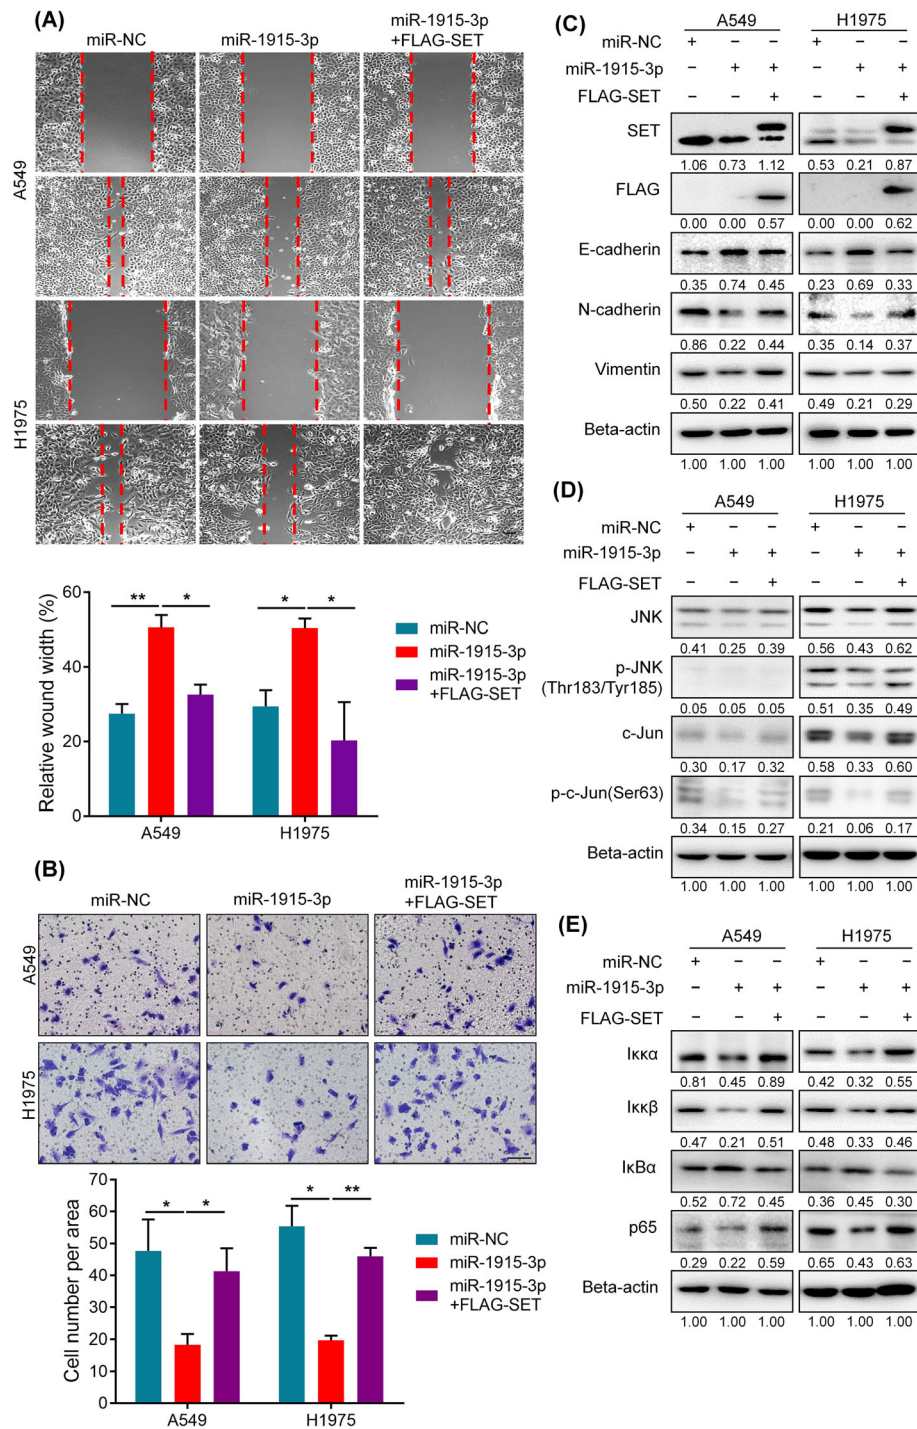 (A)
miR-NC
miR-1915-3p
miR-1915-3p
+FLAG-SET
A549
H1975
Relative wound width (%)
60
40
20
0
** * * *
A549 H1975
miR-NC
miR-1915-3p
miR-1915-3p
+FLAG-SET
(B)
miR-NC
miR-1915-3p
miR-1915-3p
+FLAG-SET
A549
H1975
Cell number per area
70
60
50
40
30
20
10
0
* * * **
A549 H1975
miR-NC
miR-1915-3p
miR-1915-3p
+FLAG-SET
(C)
A549 H1975
miR-NC + − − + − −
miR-1915-3p − + + − + +
FLAG-SET − − + − − +
SET
1.06 0.73 1.12 0.53 0.21 0.87
FLAG
0.00 0.00 0.57 0.00 0.00 0.62
E-cadherin
0.35 0.74 0.45 0.23 0.69 0.33
N-cadherin
0.86 0.22 0.44 0.35 0.14 0.37
Vimentin
0.50 0.22 0.41 0.49 0.21 0.29
Beta-actin
1.00 1.00 1.00 1.00 1.00 1.00
(D)
A549 H1975
miR-NC + − − + − −
miR-1915-3p − + + − + +
FLAG-SET − − + − − +
JNK
0.41 0.25 0.39 0.56 0.43 0.62
p-JNK
(Thr183/Tyr185)
0.05 0.05 0.05 0.51 0.35 0.49
c-Jun
0.30 0.17 0.32 0.58 0.33 0.60
p-c-Jun(Ser63)
0.34 0.15 0.27 0.21 0.06 0.17
Beta-actin
1.00 1.00 1.00 1.00 1.00 1.00
(E)
A549 H1975
miR-NC + − − + − −
miR-1915-3p − + + − + +
FLAG-SET − − + − − +
Iκκα
0.81 0.45 0.89 0.42 0.32 0.55
Iκκβ
0.47 0.21 0.51 0.48 0.33 0.46
IκBα
0.52 0.72 0.45 0.36 0.45 0.30
p65
0.29 0.22 0.59 0.65 0.43 0.63
Beta-actin
1.00 1.00 1.00 1.00 1.00 1.00